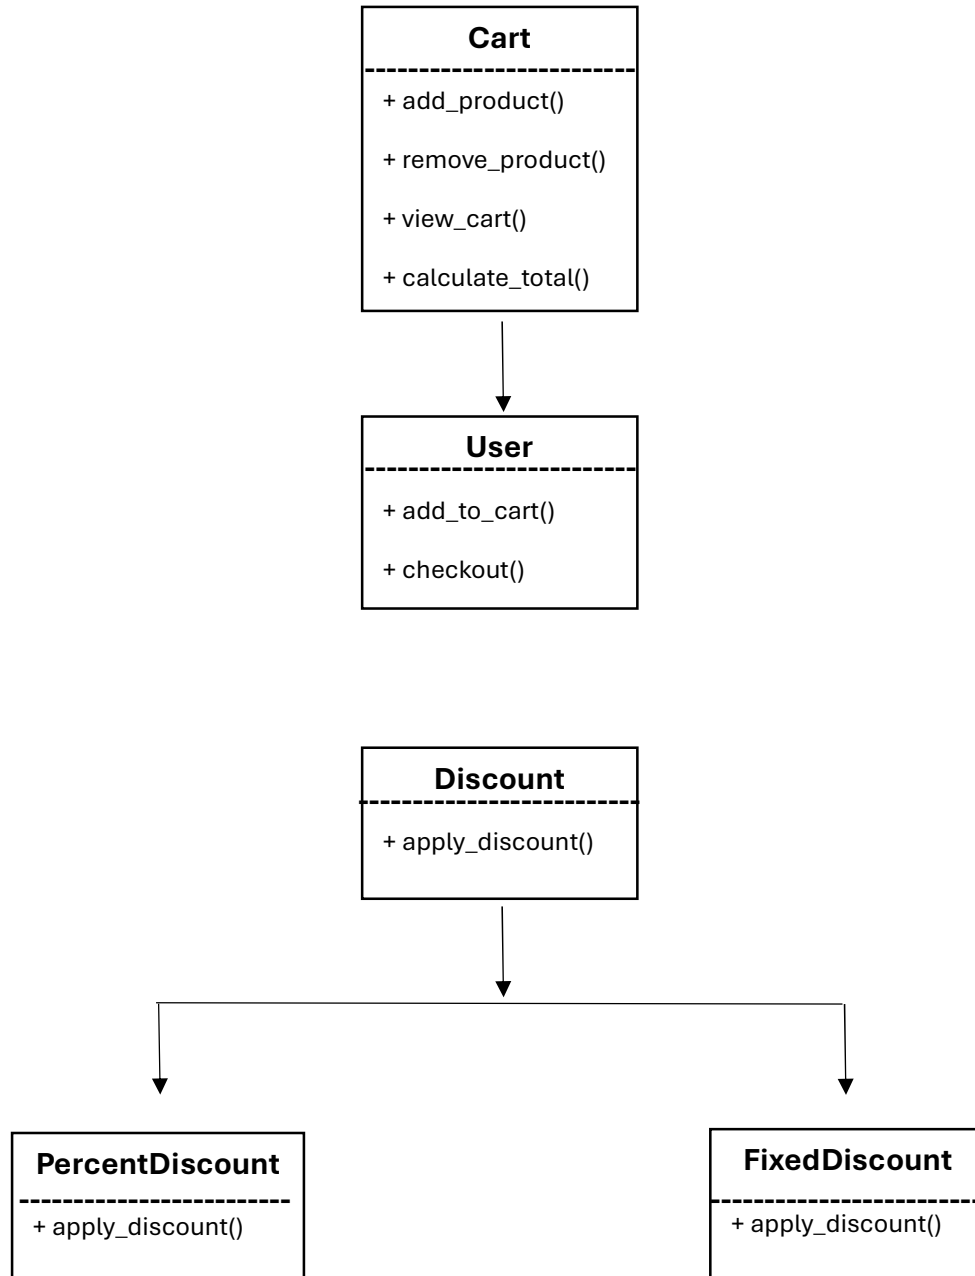 Cart
+ add_product()
+ remove_product()
+ view_cart()
+ calculate_total()
User
+ add_to_cart()
+ checkout()
Discount
+ apply_discount()
PercentDiscount
+ apply_discount()
FixedDiscount
+ apply_discount()